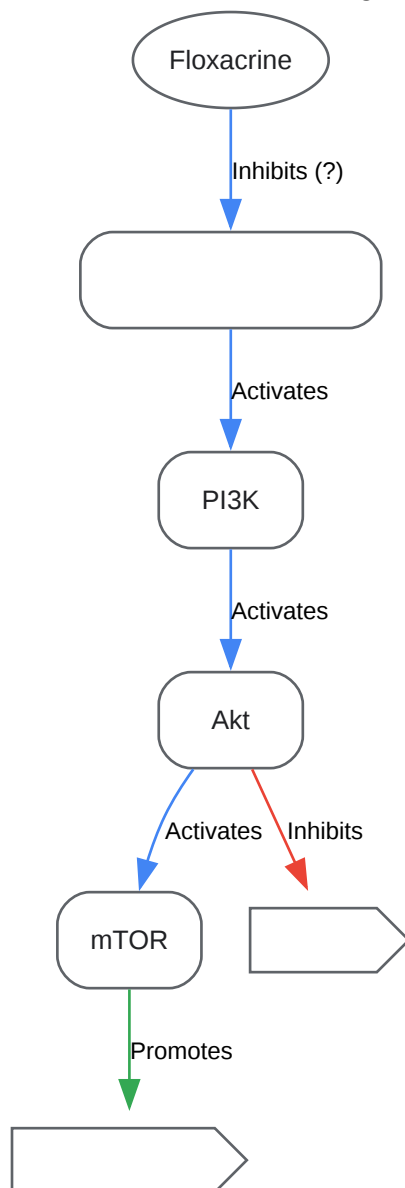 Floxacrine
Inhibits (?)
Activates
PI3K
Activates
Akt
Activates
Inhibits
mTOR
Promotes